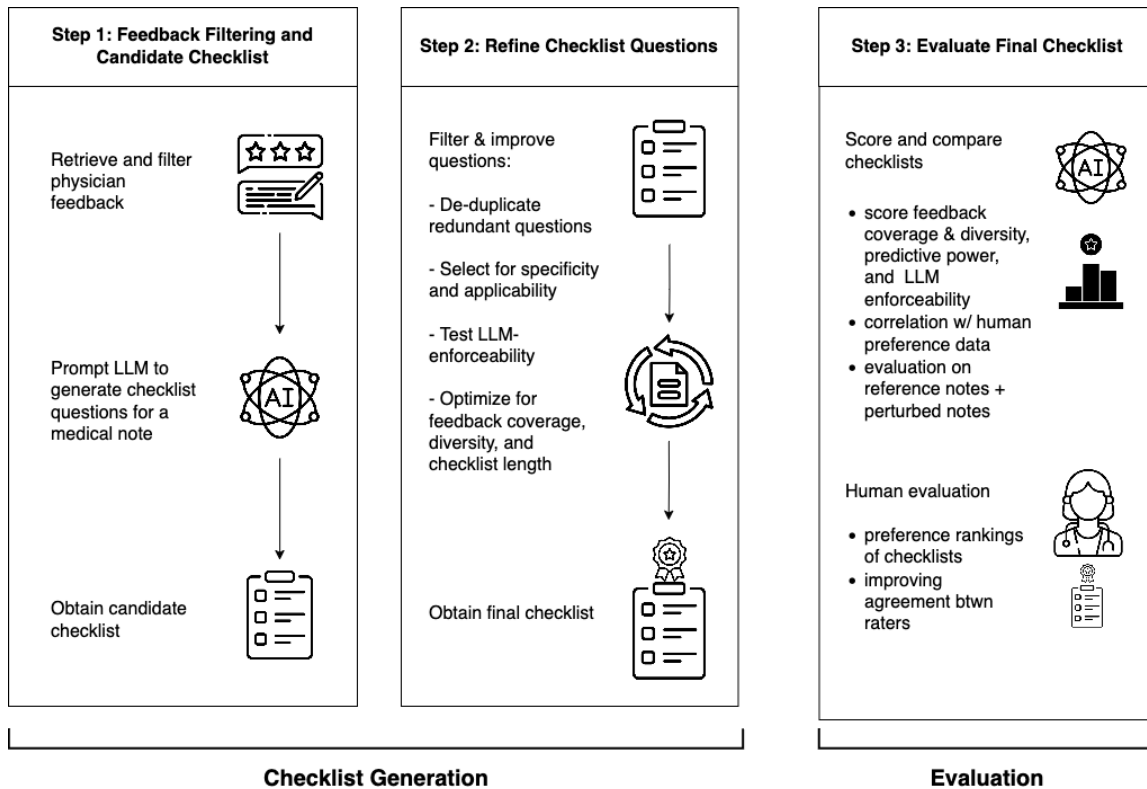 Step 1: Feedback Filtering and
Candidate Checklist
Retrieve and filter
physician
feedback
Prompt LLM to
generate checklist
questions for a
medical note
AI
Obtain candidate
checklist
Step 2: Refine Checklist Questions
Filter & improve
questions:
- De-duplicate
redundant questions
- Select for specificity
and applicability
- Test LLM-
enforceability
- Optimize for
feedback coverage,
diversity, and
checklist length
Obtain final checklist
Step 3: Evaluate Final Checklist
Score and compare
checklists
AI
• score feedback
coverage & diversity,
predictive power,
and LLM
enforceability
• correlation w/ human
preference data
• evaluation on
reference notes +
perturbed notes
Human evaluation
• preference rankings
of checklists
• improving
agreement btwn
raters
Checklist Generation
Evaluation